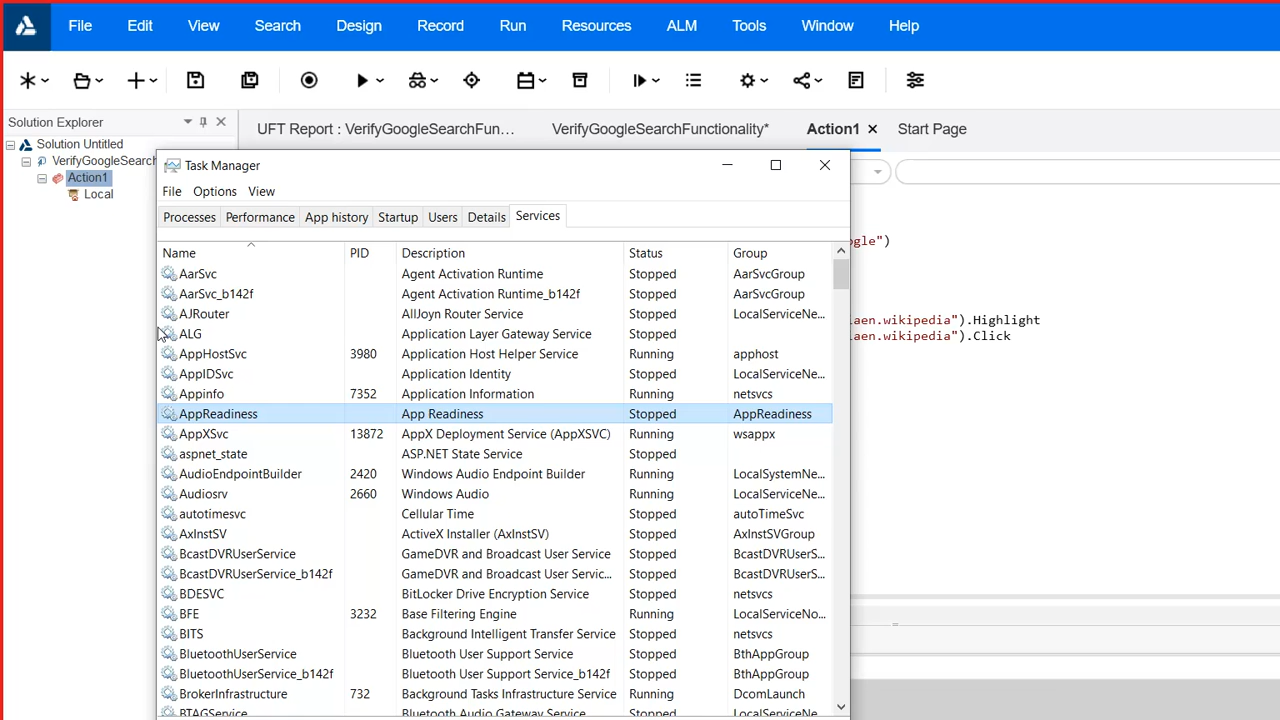 File Edit View Search Design Record Run Resources ALM Tools Window Help
Solution Explorer
UFT Report : VerifyGoogleSearchFun... VerifyGoogleSearchFunctionality* Action1 Start Page
Solution Untitled
VerifyGoogleSearch
Action1
Local
Task Manager
File Options View
Processes Performance App history Startup Users Details Services
Name PID Description Status Group
AarSvc Agent Activation Runtime Stopped AarSvcGroup
AarSvc_b142f Agent Activation Runtime_b142f Stopped AarSvcGroup
AJRouter AllJoyn Router Service Stopped LocalServiceNe...
ALG Application Layer Gateway Service Stopped
AppHostSvc 3980 Application Host Helper Service Running apphost
AppIDSvc Application Identity Stopped LocalServiceNe...
Appinfo 7352 Application Information Running netsvcs
AppReadiness App Readiness Stopped AppReadiness
AppXSvc 13872 AppX Deployment Service (AppXSVC) Running wsappx
aspnet_state ASP.NET State Service Stopped
AudioEndpointBuilder 2420 Windows Audio Endpoint Builder Running LocalSystemNe...
Audiosrv 2660 Windows Audio Running LocalServiceNe...
autotimesvc Cellular Time Stopped autoTimeSvc
AxInstSV ActiveX Installer (AxInstSV) Stopped AxInstSVGroup
BcastDVRUserService GameDVR and Broadcast User Service Stopped BcastDVRUserS...
BcastDVRUserService_b142f GameDVR and Broadcast User Servic... Stopped BcastDVRUserS...
BDESVC BitLocker Drive Encryption Service Stopped netsvcs
BFE 3232 Base Filtering Engine Running LocalServiceNo...
BITS Background Intelligent Transfer Service Stopped netsvcs
BluetoothUserService Bluetooth User Support Service Stopped BthAppGroup
BluetoothUserService_b142f Bluetooth User Support Service_b142f Stopped BthAppGroup
BrokerInfrastructure 732 Background Tasks Infrastructure Service Running DcomLaunch
BTAGService Bluetooth Audio Gateway Service Stopped LocalServiceNe...
ogle")
aen.wikipedia").Highlight
aen.wikipedia").Click